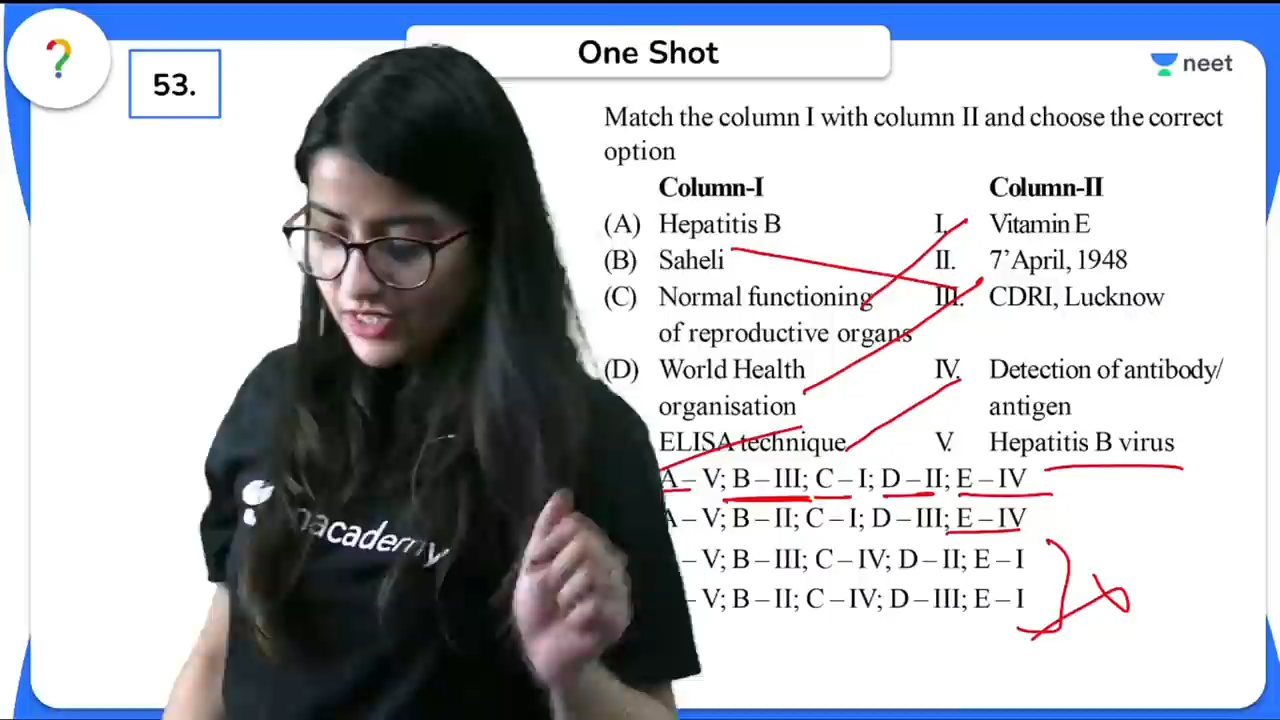 ?
53.
One Shot
neet
Match the column I with column II and choose the correct
option
Column-I Column-II
(A) Hepatitis B I. Vitamin E
(B) Saheli II. 7’April, 1948
(C) Normal functioning III. CDRI, Lucknow
of reproductive organs
(D) World Health IV. Detection of antibody/
organisation antigen
ELISA technique V. Hepatitis B virus
A – V; B – III; C – I; D – II; E – IV
A – V; B – II; C – I; D – III; E – IV
– V; B – III; C – IV; D – II; E – I
– V; B – II; C – IV; D – III; E – I
nacademy